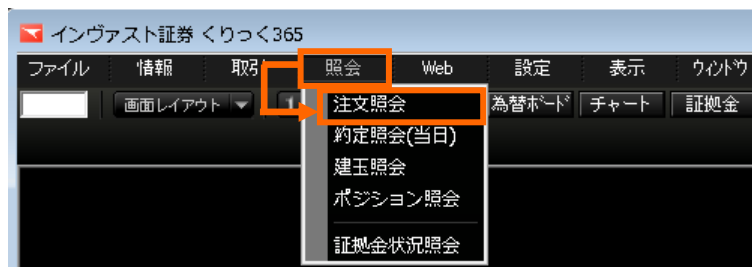 インヴァスト証券 くりっく365
ファイル 情報 取引 照会 Web 設定 表示 ウィンドウ
画面レイアウト 1 為替ボード チャート 証拠金
注文照会
約定照会(当日)
建玉照会
ポジション照会
証拠金状況照会